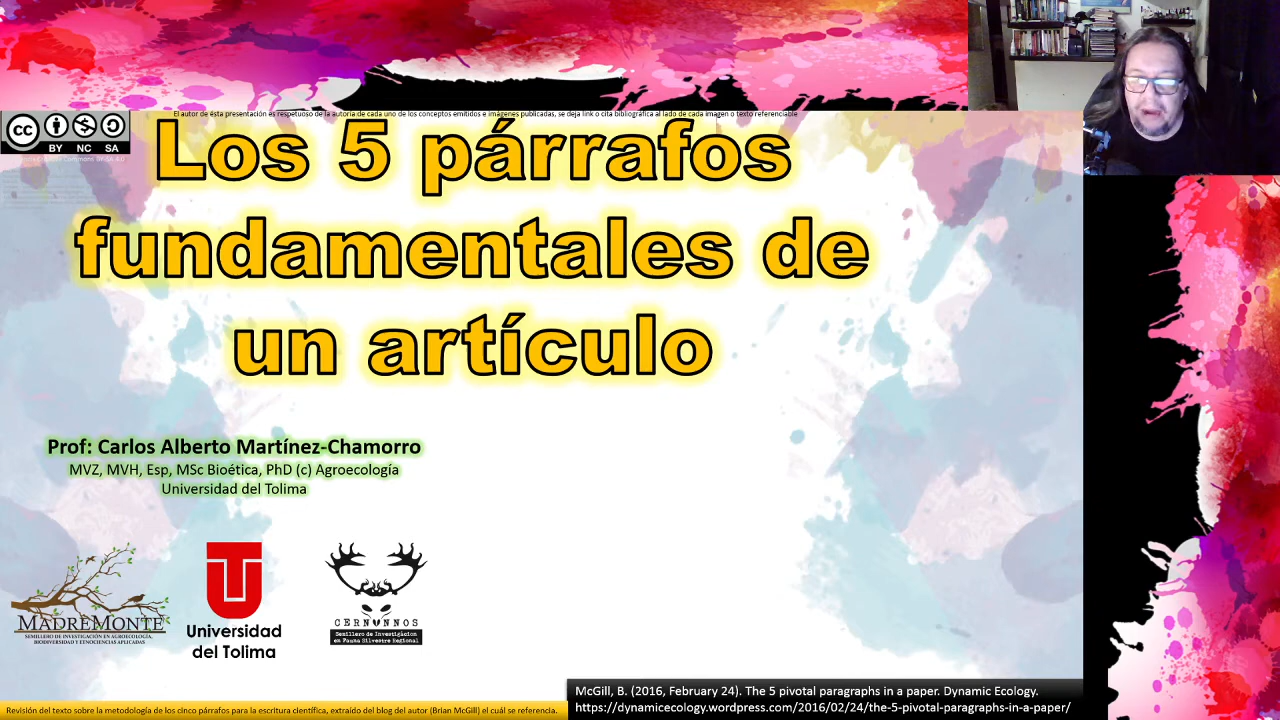 El autor de ésta presentación es respetuoso de la autoría de cada uno de los conceptos emitidos e imágenes publicadas, se deja link o cita bibliográfica al lado de cada imagen o texto referenciable
CC BY NC SA
Los 5 párrafos
fundamentales de
un artículo
Prof: Carlos Alberto Martínez-Chamorro
MVZ, MVH, Esp, MSc Bioética, PhD (c) Agroecología
Universidad del Tolima
MADREMONTE
SEMILLERO DE INVESTIGACIÓN EN AGROECOLOGÍA,
BIODIVERSIDAD Y ETNOCIENCIAS APLICADAS
Universidad
del Tolima
CERNUNNOS
Semillero de Investigación
en Fauna Silvestre Regional
McGill, B. (2016, February 24). The 5 pivotal paragraphs in a paper. Dynamic Ecology.
https://dynamicecology.wordpress.com/2016/02/24/the-5-pivotal-paragraphs-in-a-paper/
Revisión del texto sobre la metodología de los cinco párrafos para la escritura científica, extraído del blog del autor (Brian McGill) el cuál se referencia.